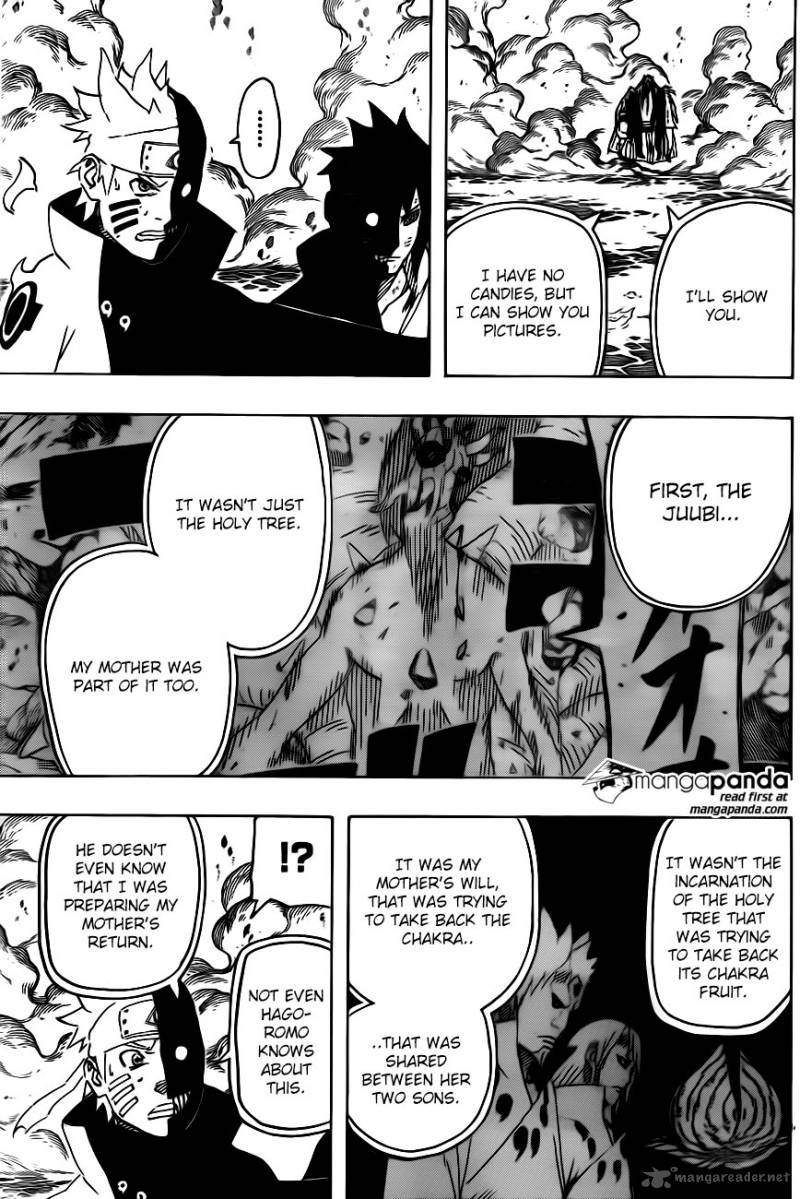 I'LL SHOW
YOU.
I HAVE NO
CANDIES, BUT
I CAN SHOW YOU
PICTURES.
......
FIRST, THE
JUUBI...
オオ
IT WASN'T JUST
THE HOLY TREE.
MY MOTHER WAS
PART OF IT TOO.
mangapanda
read first at
mangapanda.com
IT WASN'T THE
INCARNATION
OF THE HOLY
TREE THAT
WAS TRYING
TO TAKE BACK
ITS CHAKRA
FRUIT.
IT WAS MY
MOTHER'S WILL,
THAT WAS TRYING
TO TAKE BACK THE
CHAKRA..
..THAT WAS
SHARED
BETWEEN HER
TWO SONS.
!?
HE DOESN'T
EVEN KNOW
THAT I WAS
PREPARING MY
MOTHER'S
RETURN.
NOT EVEN
HAGO-
ROMO
KNOWS
ABOUT
THIS.
mangareader.net